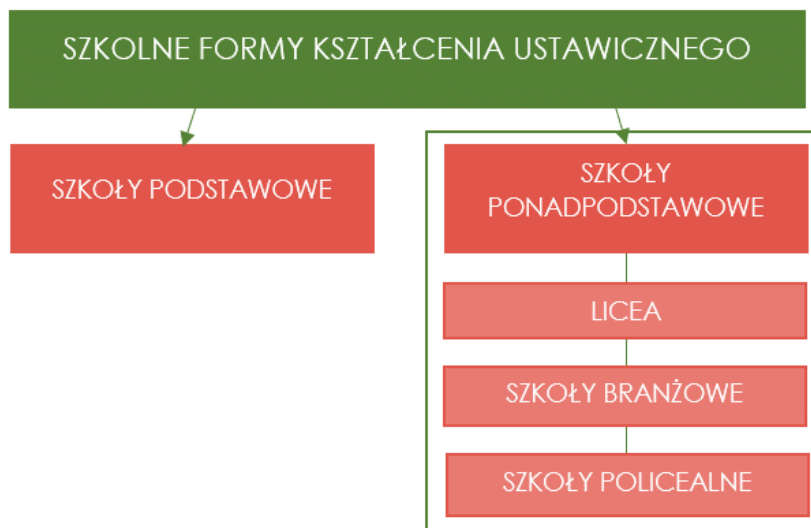 SZKOLNE FORMY KSZTAŁCENIA USTAWICZNEGO
SZKOŁY PODSTAWOWE
SZKOŁY
PONADPODSTAWOWE
LICEA
SZKOŁY BRANŻOWE
SZKOŁY POLICEALNE